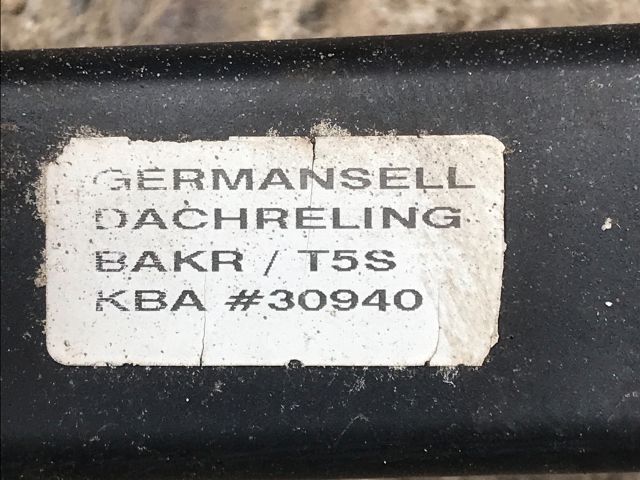 GERMANSELL
DACHRELING
BAKR / T5S
KBA #30940